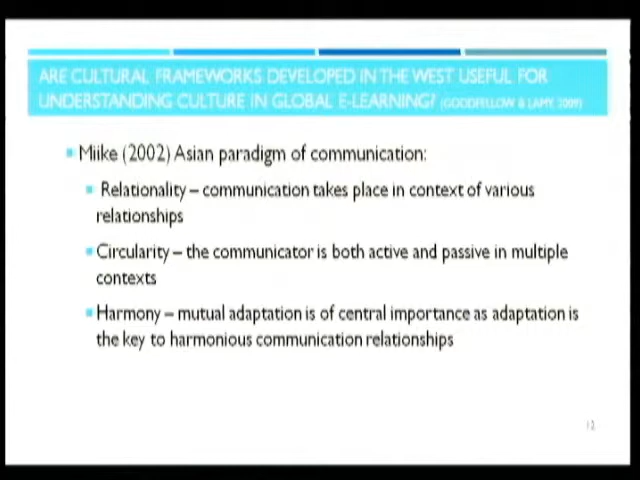 ARE CULTURAL FRAMEWORKS DEVELOPED IN THE WEST USEFUL FOR
UNDERSTANDING CULTURE IN GLOBAL E-LEARNING? (GOODFELLOW & LAMY, 2009)
Miike (2002) Asian paradigm of communication:
Relationality – communication takes place in context of various
relationships
Circularity – the communicator is both active and passive in multiple
contexts
Harmony – mutual adaptation is of central importance as adaptation is
the key to harmonious communication relationships
12